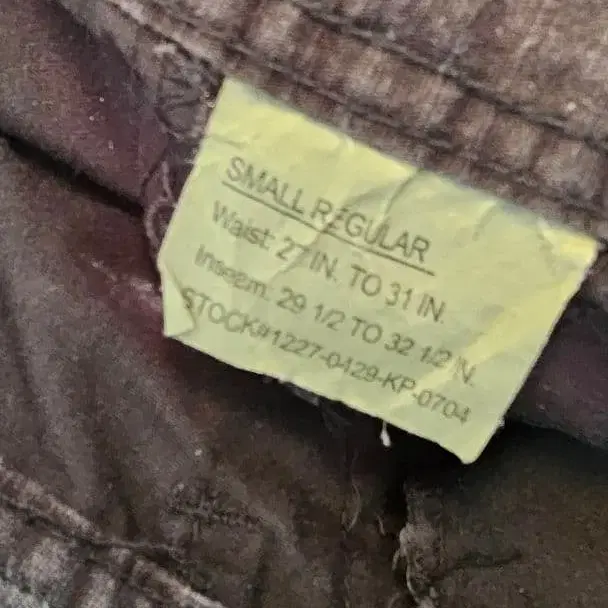 SMALL REGULAR
Waist: 27 IN. TO 31 IN.
Inseem: 29 1/2 TO 32 1/2 IN.
STOCK#1227-0429-KP-0704